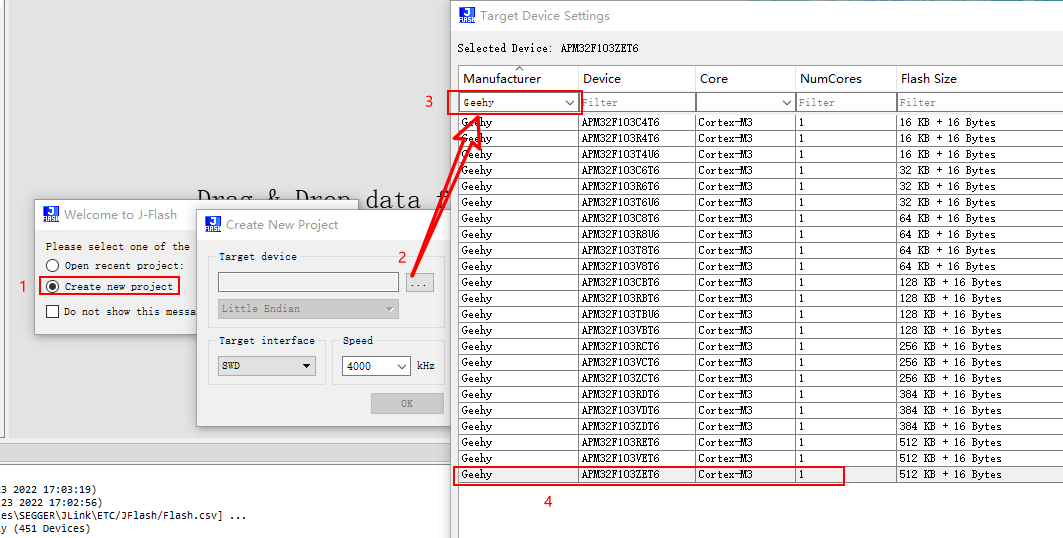 Target Device Settings
Selected Device: APM32F103ZET6
Manufacturer Device Core NumCores Flash Size
3
Geehy Filter Filter Filter
Geehy APM32F103C4T6 Cortex-M3 1 16 KB + 16 Bytes
Geehy APM32F103R4T6 Cortex-M3 1 16 KB + 16 Bytes
Geehy APM32F103T4U6 Cortex-M3 1 16 KB + 16 Bytes
Geehy APM32F103C6T6 Cortex-M3 1 32 KB + 16 Bytes
Geehy APM32F103R6T6 Cortex-M3 1 32 KB + 16 Bytes
Geehy APM32F103T6U6 Cortex-M3 1 32 KB + 16 Bytes
Geehy APM32F103C8T6 Cortex-M3 1 64 KB + 16 Bytes
Geehy APM32F103R8U6 Cortex-M3 1 64 KB + 16 Bytes
Geehy APM32F103T8T6 Cortex-M3 1 64 KB + 16 Bytes
Geehy APM32F103V8T6 Cortex-M3 1 64 KB + 16 Bytes
Geehy APM32F103CBT6 Cortex-M3 1 128 KB + 16 Bytes
Geehy APM32F103RBT6 Cortex-M3 1 128 KB + 16 Bytes
Geehy APM32F103TBU6 Cortex-M3 1 128 KB + 16 Bytes
Geehy APM32F103VBT6 Cortex-M3 1 128 KB + 16 Bytes
Geehy APM32F103RCT6 Cortex-M3 1 256 KB + 16 Bytes
Geehy APM32F103VCT6 Cortex-M3 1 256 KB + 16 Bytes
Geehy APM32F103ZCT6 Cortex-M3 1 256 KB + 16 Bytes
Geehy APM32F103RDT6 Cortex-M3 1 384 KB + 16 Bytes
Geehy APM32F103VDT6 Cortex-M3 1 384 KB + 16 Bytes
Geehy APM32F103ZDT6 Cortex-M3 1 384 KB + 16 Bytes
Geehy APM32F103RET6 Cortex-M3 1 512 KB + 16 Bytes
Geehy APM32F103VET6 Cortex-M3 1 512 KB + 16 Bytes
Geehy APM32F103ZET6 Cortex-M3 1 512 KB + 16 Bytes
4
Drag & Drop data f
Welcome to J-Flash
Please select one of the
Open recent project:
1
Create new project
Do not show this messa
Create New Project
Target device
2
...
Little Endian
Target interface
SWD
Speed
4000 kHz
OK
23 2022 17:03:19)
23 2022 17:02:56)
les\SEGGER\JLink\ETC/JFlash/Flash.csv] ...
ly (451 Devices)